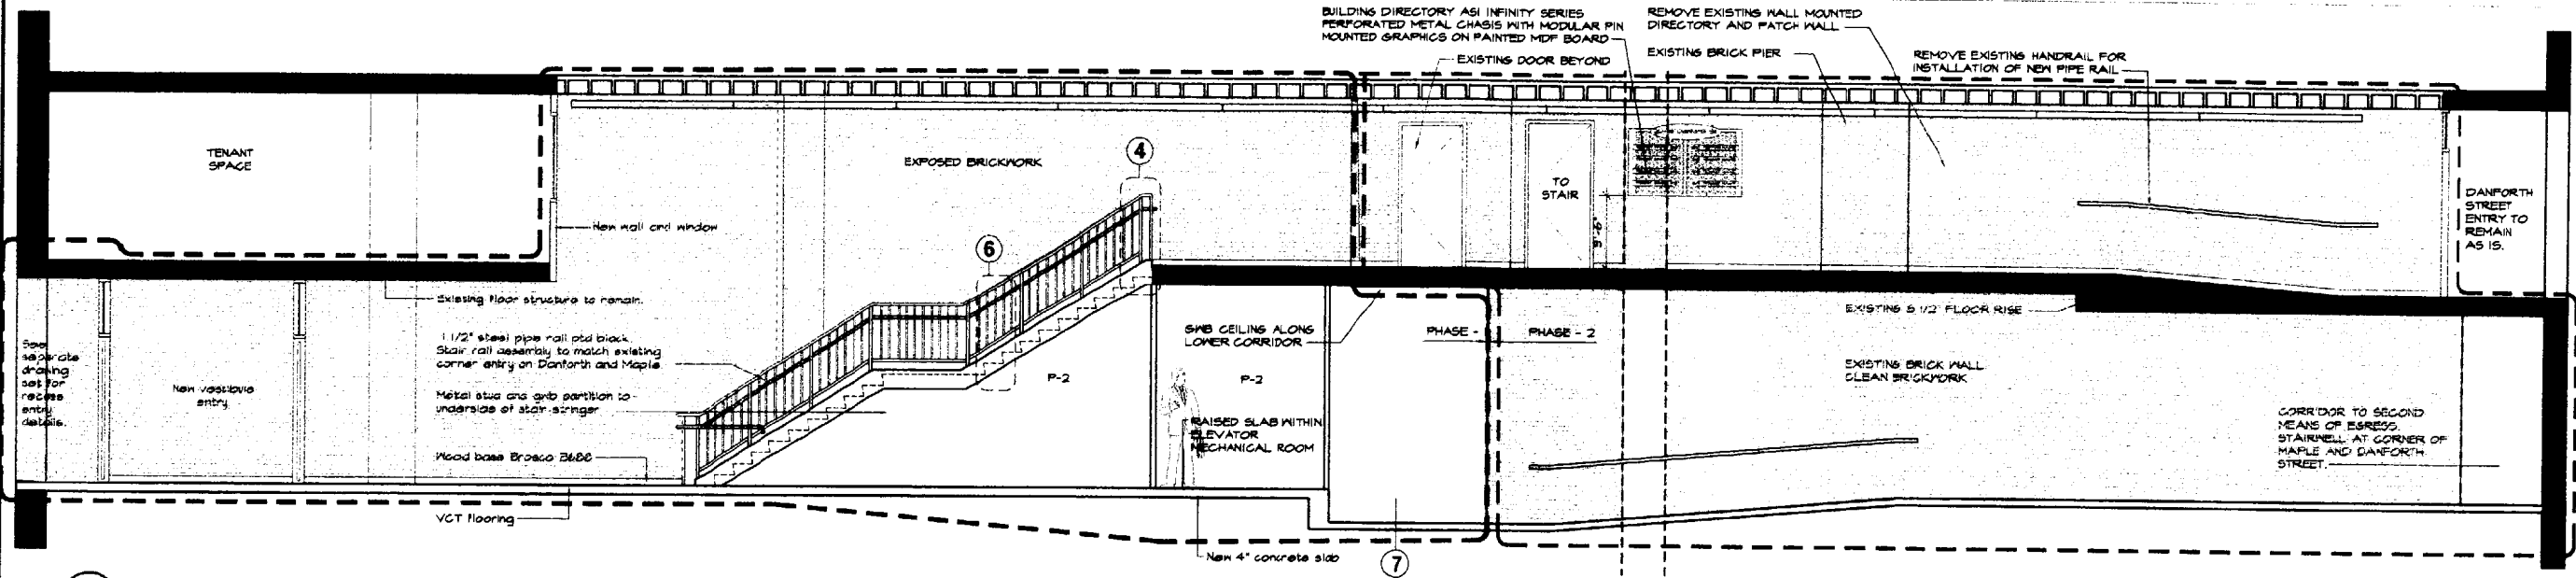 BUILDING DIRECTORY ASI INFINITY SERIES
PERFORATED METAL CHASIS WITH MODULAR PIN
MOUNTED GRAPHICS ON PAINTED MDF BOARD
REMOVE EXISTING WALL MOUNTED
DIRECTORY AND PATCH WALL
EXISTING DOOR BEYOND
EXISTING BRICK PIER
REMOVE EXISTING HANDRAIL FOR
INSTALLATION OF NEW PIPE RAIL
TENANT
SPACE
EXPOSED BRICKWORK
4
TO
STAIR
DANFORTH
STREET
ENTRY TO
REMAIN
AS IS.
New wall and window
6
Existing floor structure to remain.
1 1/2" steel pipe rail ptd black.
Stair rail assembly to match existing
corner entry on Danforth and Maple
Metal stud and gwb partition to
underside of stair stringer
Wood base Brosco
See
separate
drawing
set for
recess
entry
details.
New vestibule
entry
P-2
GWB CEILING ALONG
LOWER CORRIDOR
P-2
RAISED SLAB WITHIN
ELEVATOR
MECHANICAL ROOM
PHASE -
PHASE - 2
EXISTING 5 1/2" FLOOR RISE
EXISTING BRICK WALL
CLEAN BRICKWORK
CORRIDOR TO SECOND
MEANS OF EGRESS.
STAIRWELL AT CORNER OF
MAPLE AND DANFORTH
STREET.
VCT flooring
New 4" concrete slab
7